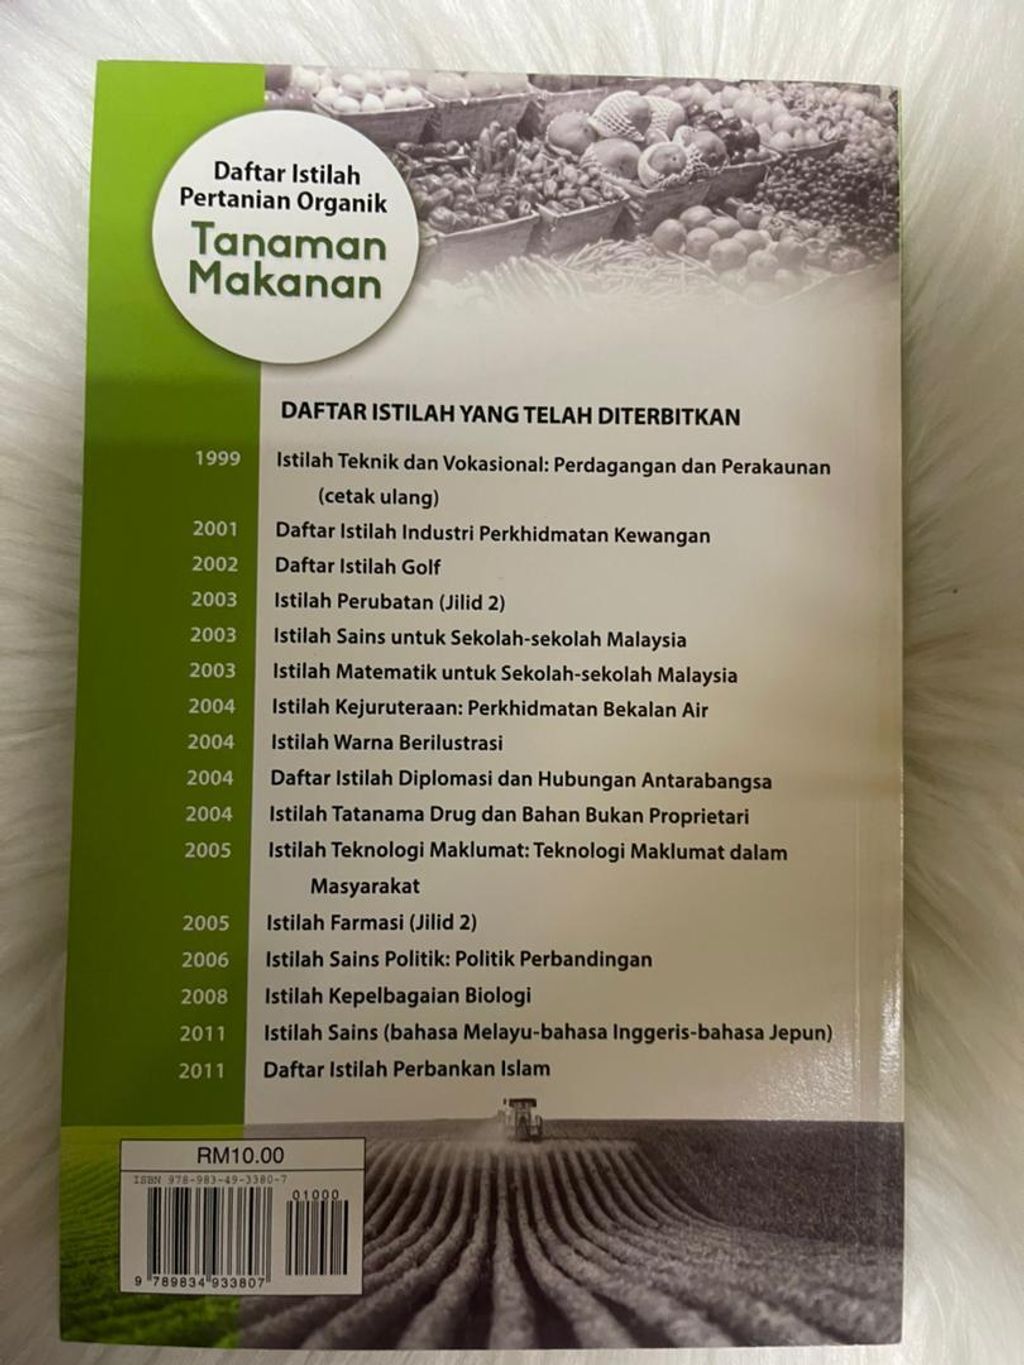 Daftar Istilah
Pertanian Organik
Tanaman
Makanan
DAFTAR ISTILAH YANG TELAH DITERBITKAN
1999 Istilah Teknik dan Vokasional: Perdagangan dan Perakaunan
(cetak ulang)
2001 Daftar Istilah Industri Perkhidmatan Kewangan
2002 Daftar Istilah Golf
2003 Istilah Perubatan (Jilid 2)
2003 Istilah Sains untuk Sekolah-sekolah Malaysia
2003 Istilah Matematik untuk Sekolah-sekolah Malaysia
2004 Istilah Kejuruteraan: Perkhidmatan Bekalan Air
2004 Istilah Warna Berilustrasi
2004 Daftar Istilah Diplomasi dan Hubungan Antarabangsa
2004 Istilah Tatanama Drug dan Bahan Bukan Proprietari
2005 Istilah Teknologi Maklumat: Teknologi Maklumat dalam
Masyarakat
2005 Istilah Farmasi (Jilid 2)
2006 Istilah Sains Politik: Politik Perbandingan
2008 Istilah Kepelbagaian Biologi
2011 Istilah Sains (bahasa Melayu-bahasa Inggeris-bahasa Jepun)
2011 Daftar Istilah Perbankan Islam
RM10.00
ISBN 978-983-49-3380-7
01000
9 789834 933807